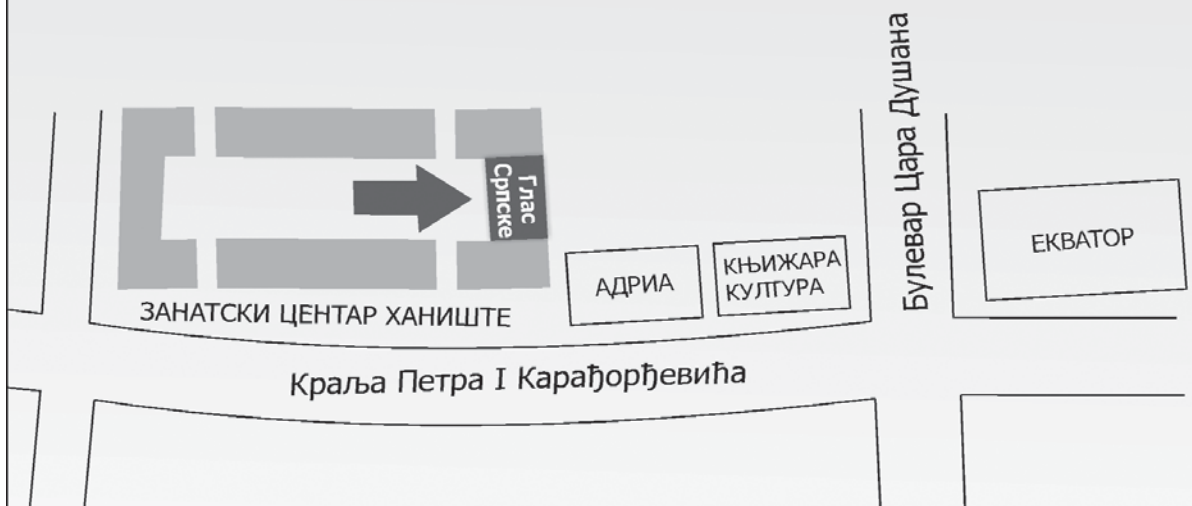 Булевар Цара Душана
Глас
Српске
АДРИА
КЊИЖАРА
КУЛТУРА
ЕКВАТОР
ЗАНАТСКИ ЦЕНТАР ХАНИШТЕ
Краља Петра I Карађорђевића